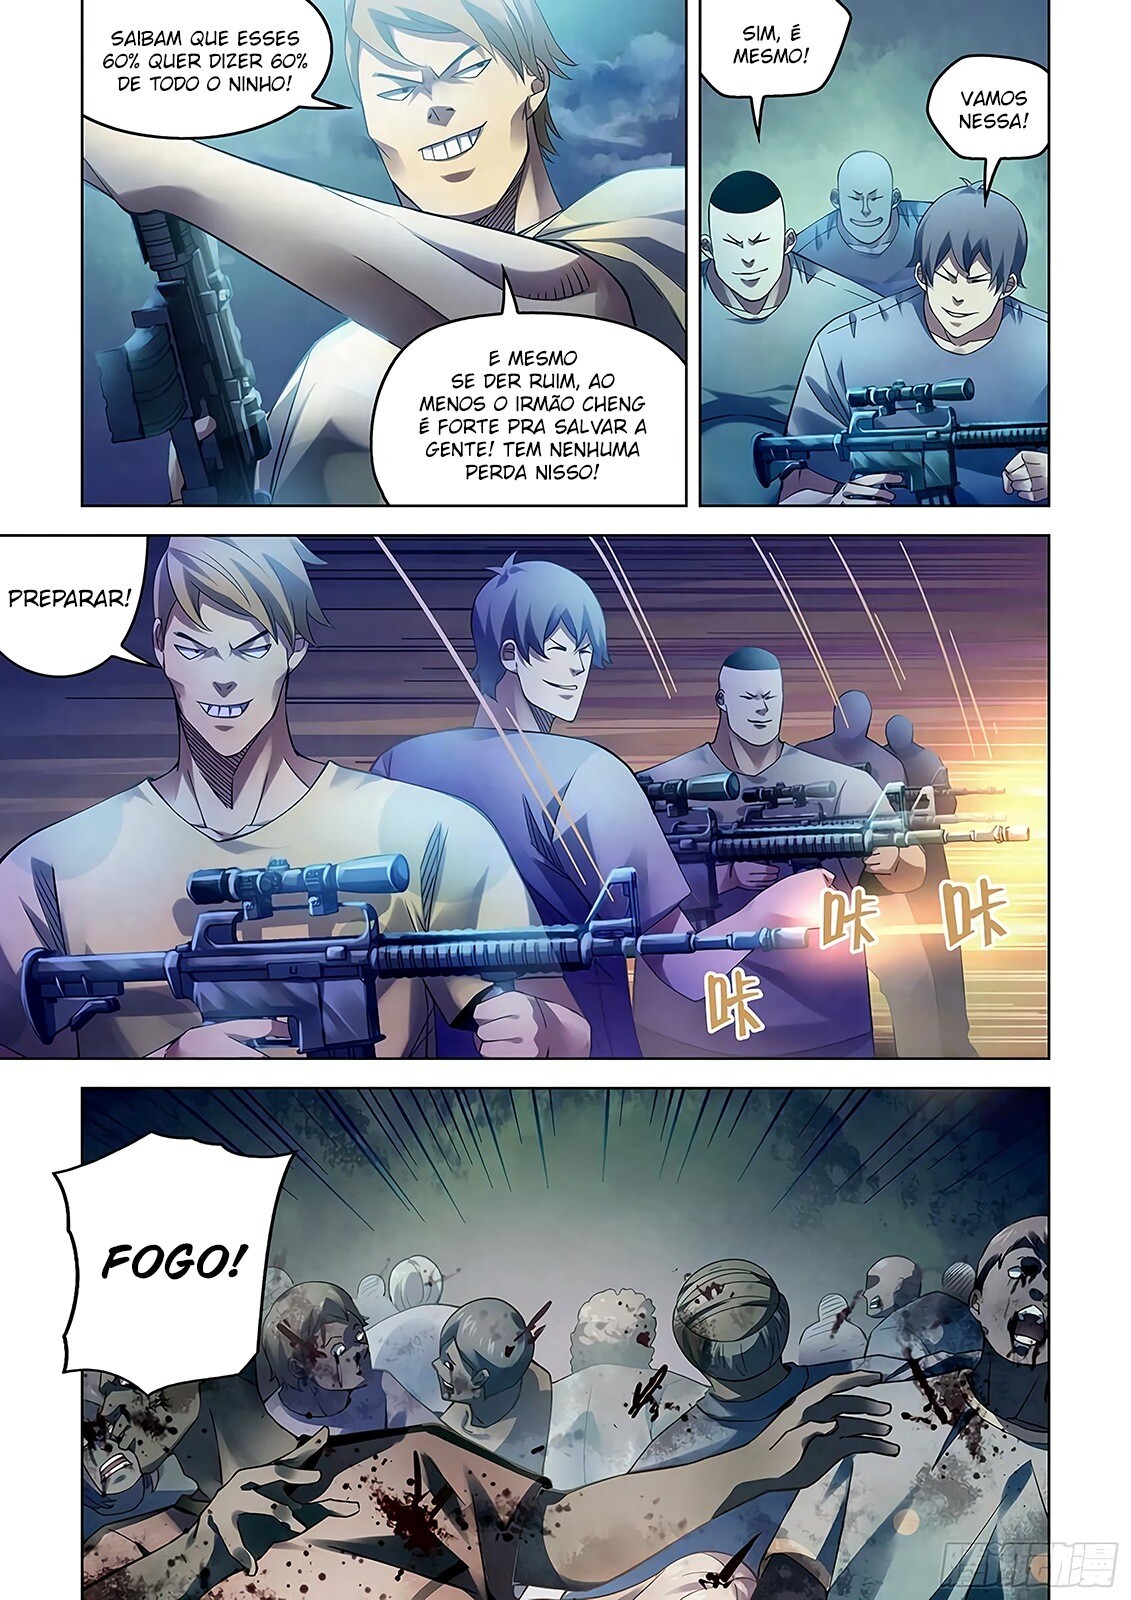 SAIBAM QUE ESSES
60% QUER DIZER 60%
DE TODO O NINHO!
E MESMO
SE DER RUIM, AO
MENOS O IRMÃO CHENG
É FORTE PRA SALVAR A
GENTE! TEM NENHUMA
PERDA NISSO!
SIM, É
MESMO!
VAMOS
NESSA!
PREPARAR!
咔
咔
咔
FOGO!